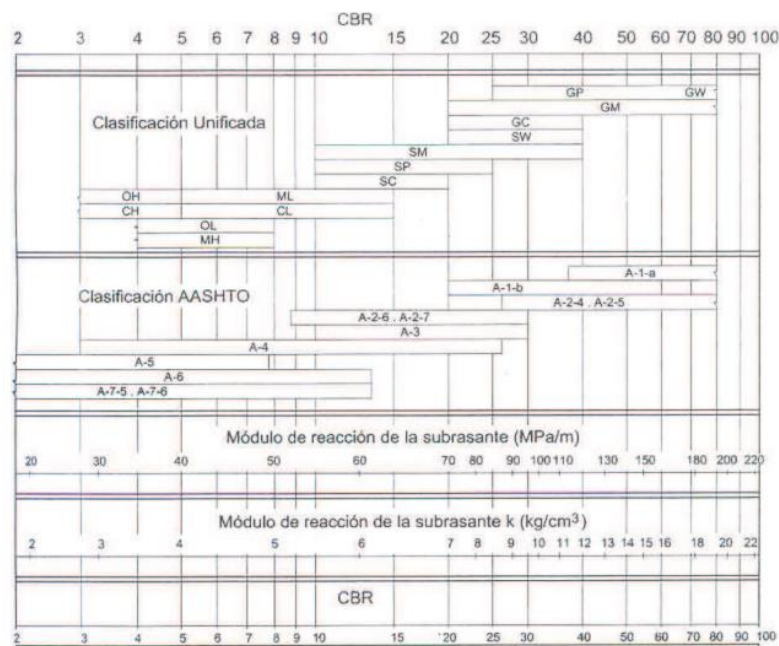 CBR
2 3 4 5 6 7 8 9 10 15 20 25 30 40 50 60 70 80 90 100
GP GW
GM
Clasificación Unificada
GC
SW
SM
SP
SC
OH ML
CH CL
OL
MH
A-1-a
A-1-b
Clasificación AASHTO
A-2-4 . A-2-5
A-2-6 . A-2-7
A-3
A-4
A-5
A-6
A-7-5 . A-7-6
Módulo de reacción de la subrasante (MPa/m)
20 30 40 50 60 70 80 90 100 110 130 150 180 200 220
Módulo de reacción de la subrasante k (kg/cm³)
2 3 4 5 6 7 8 9 10 11 12 13 14 15 16 18 20 22
CBR
2 3 4 5 6 7 8 9 10 15 20 25 30 40 50 60 70 80 90 100